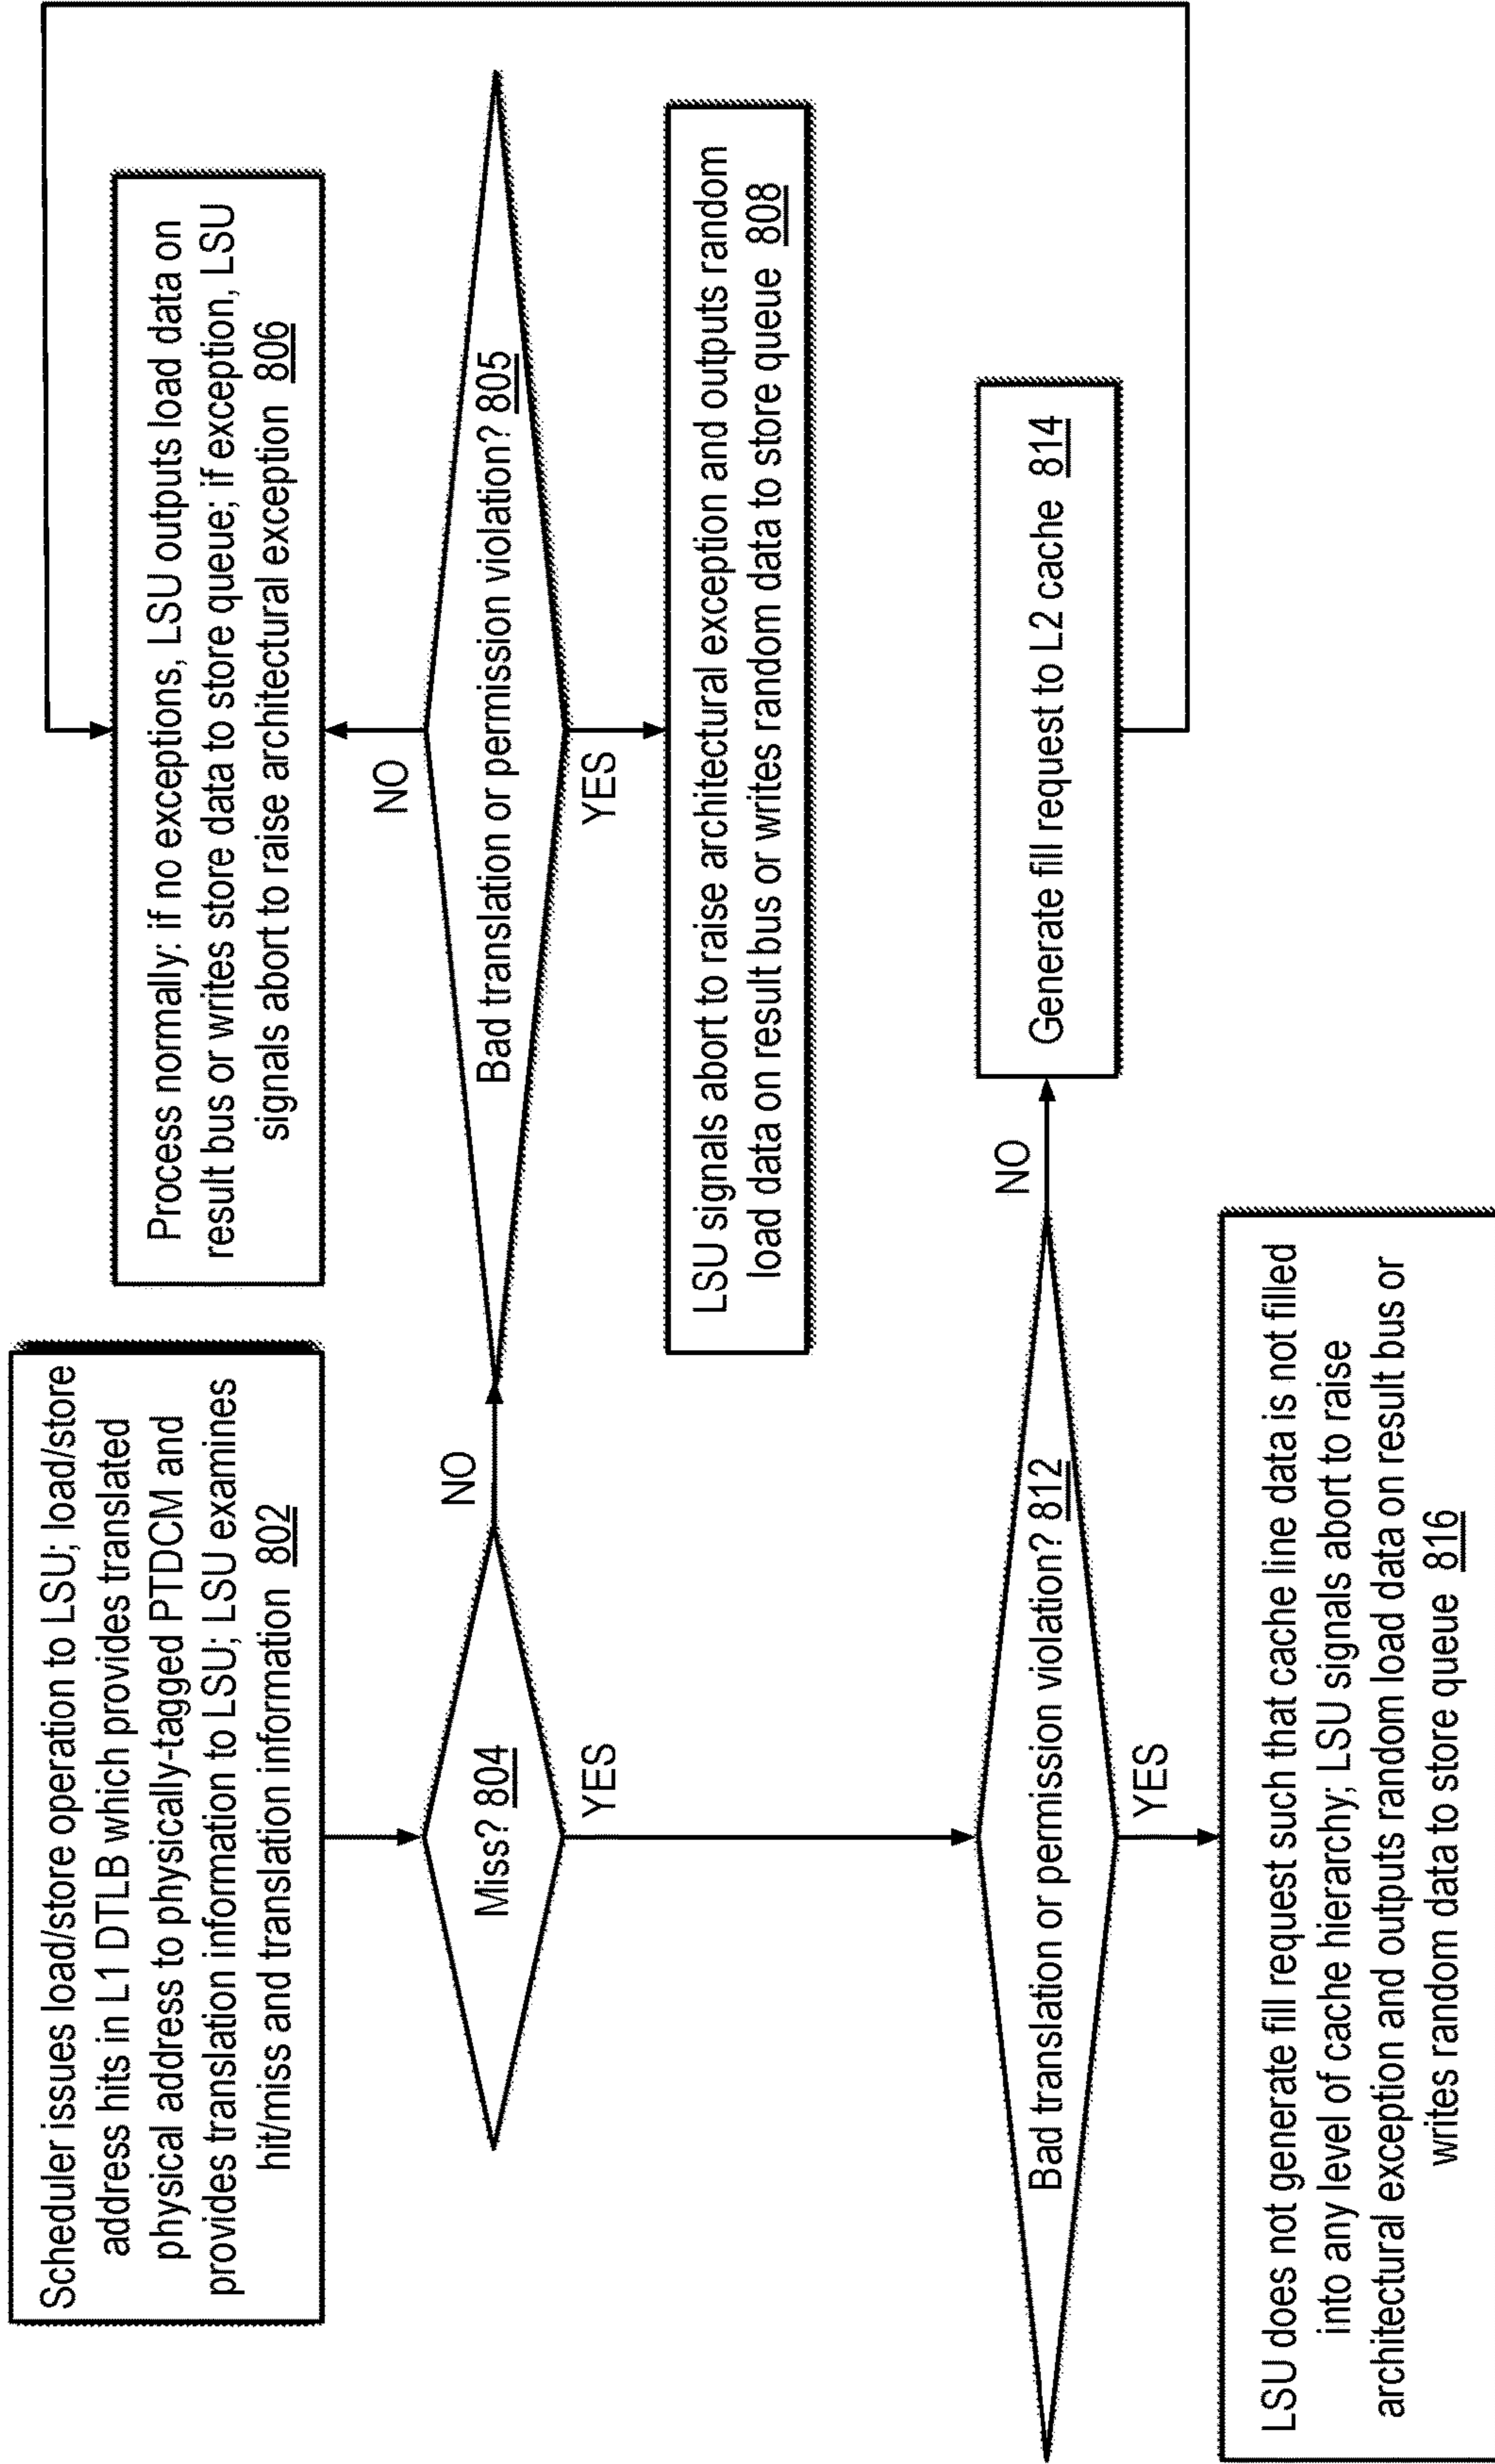 Scheduler issues load/store operation to LSU; load/store
address hits in L1 DTLB which provides translated
physical address to physically-tagged PTDCM and
provides translation information to LSU; LSU examines
hit/miss and translation information 802
Miss? 804
NO
YES
Bad translation or permission violation? 805
NO
YES
Process normally: if no exceptions, LSU outputs load data on
result bus or writes store data to store queue; if exception, LSU
signals abort to raise architectural exception 806
LSU signals abort to raise architectural exception and outputs random
load data on result bus or writes random data to store queue 808
Bad translation or permission violation? 812
NO
YES
Generate fill request to L2 cache 814
LSU does not generate fill request such that cache line data is not filled
into any level of cache hierarchy; LSU signals abort to raise
architectural exception and outputs random load data on result bus or
writes random data to store queue 816